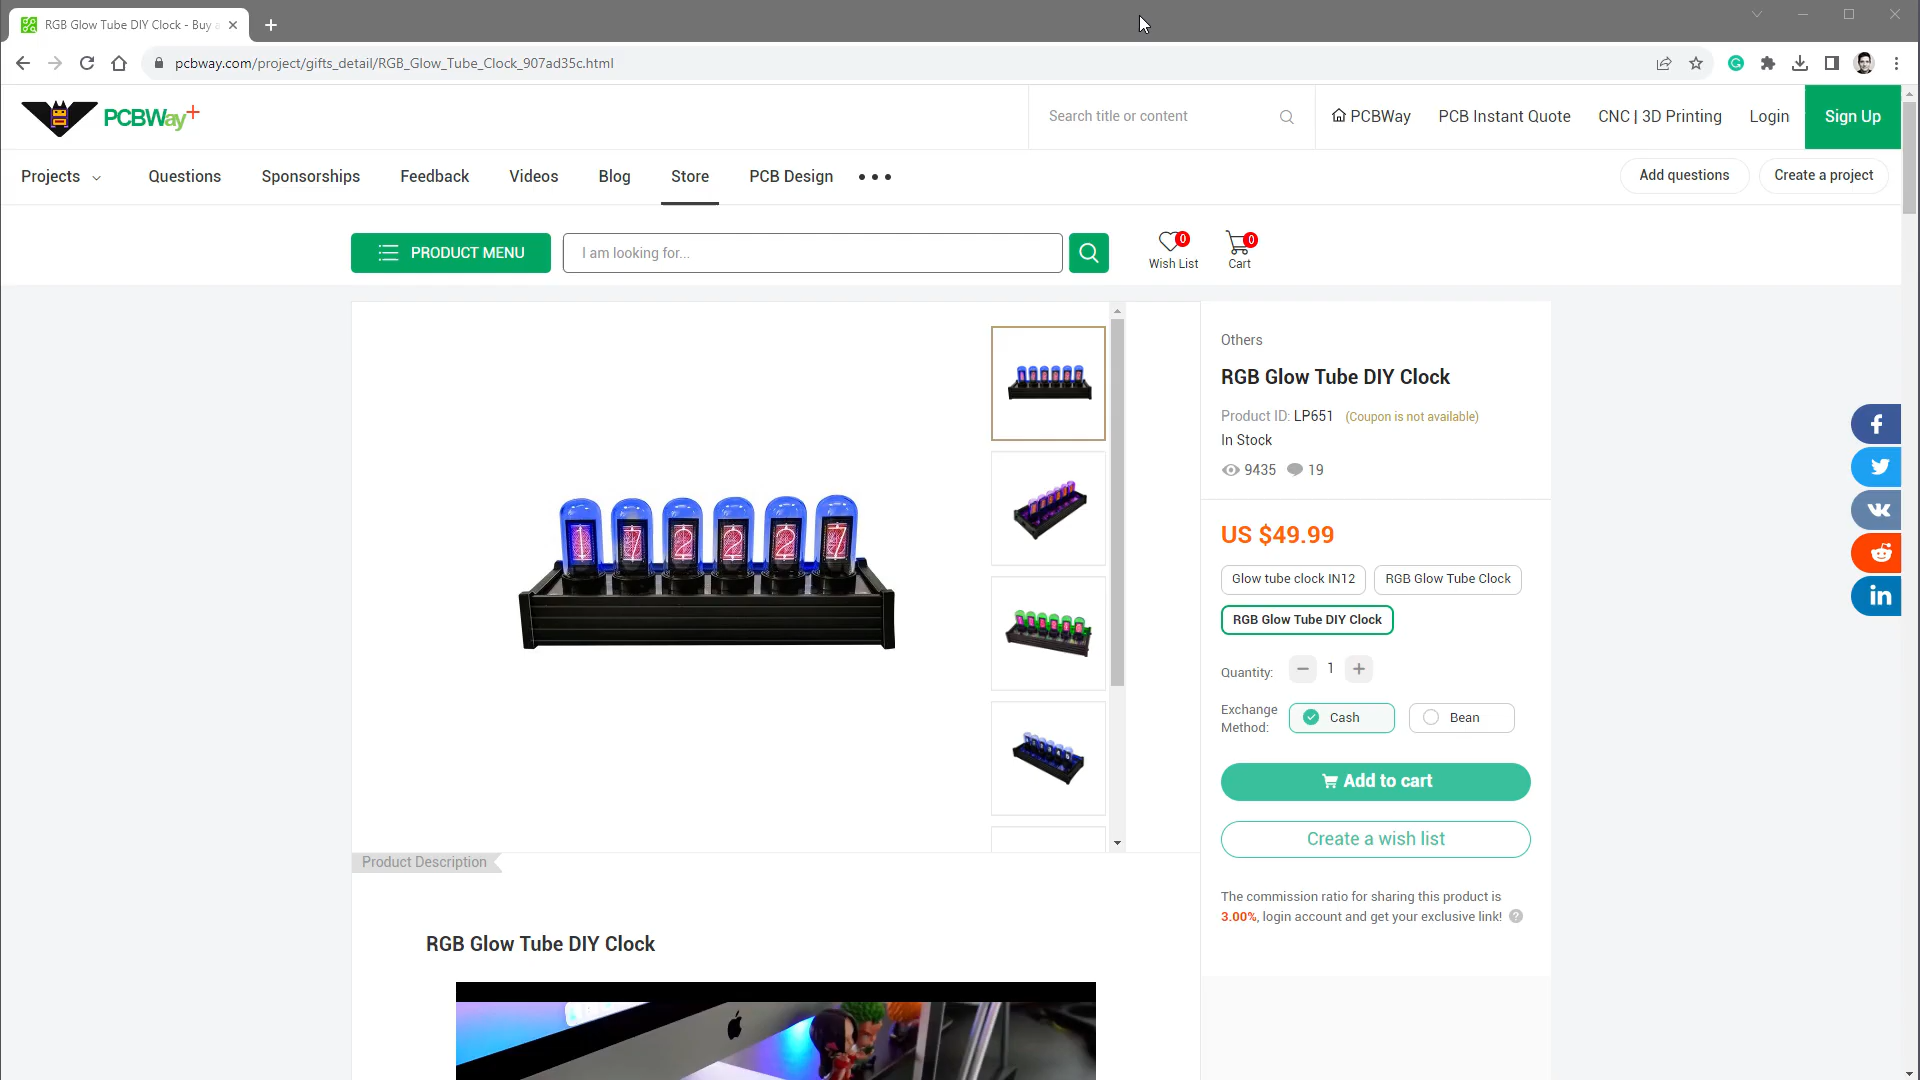 RGB Glow Tube DIY Clock - Buy
pcbway.com/project/gifts_detail/RGB_Glow_Tube_Clock_907ad35c.html
PCBWay
Search title or content
PCBWay
PCB Instant Quote
CNC | 3D Printing
Login
Sign Up
Projects
Questions
Sponsorships
Feedback
Videos
Blog
Store
PCB Design
Add questions
Create a project
PRODUCT MENU
I am looking for...
0
Wish List
0
Cart
1 7 2 2 2 7
Others
RGB Glow Tube DIY Clock
Product ID: LP651 (Coupon is not available)
In Stock
9435 19
US $49.99
Glow tube clock IN12
RGB Glow Tube Clock
RGB Glow Tube DIY Clock
Quantity: 1
Exchange
Method:
Cash
Bean
Add to cart
Create a wish list
The commission ratio for sharing this product is
3.00%, login account and get your exclusive link! ?
Product Description
RGB Glow Tube DIY Clock